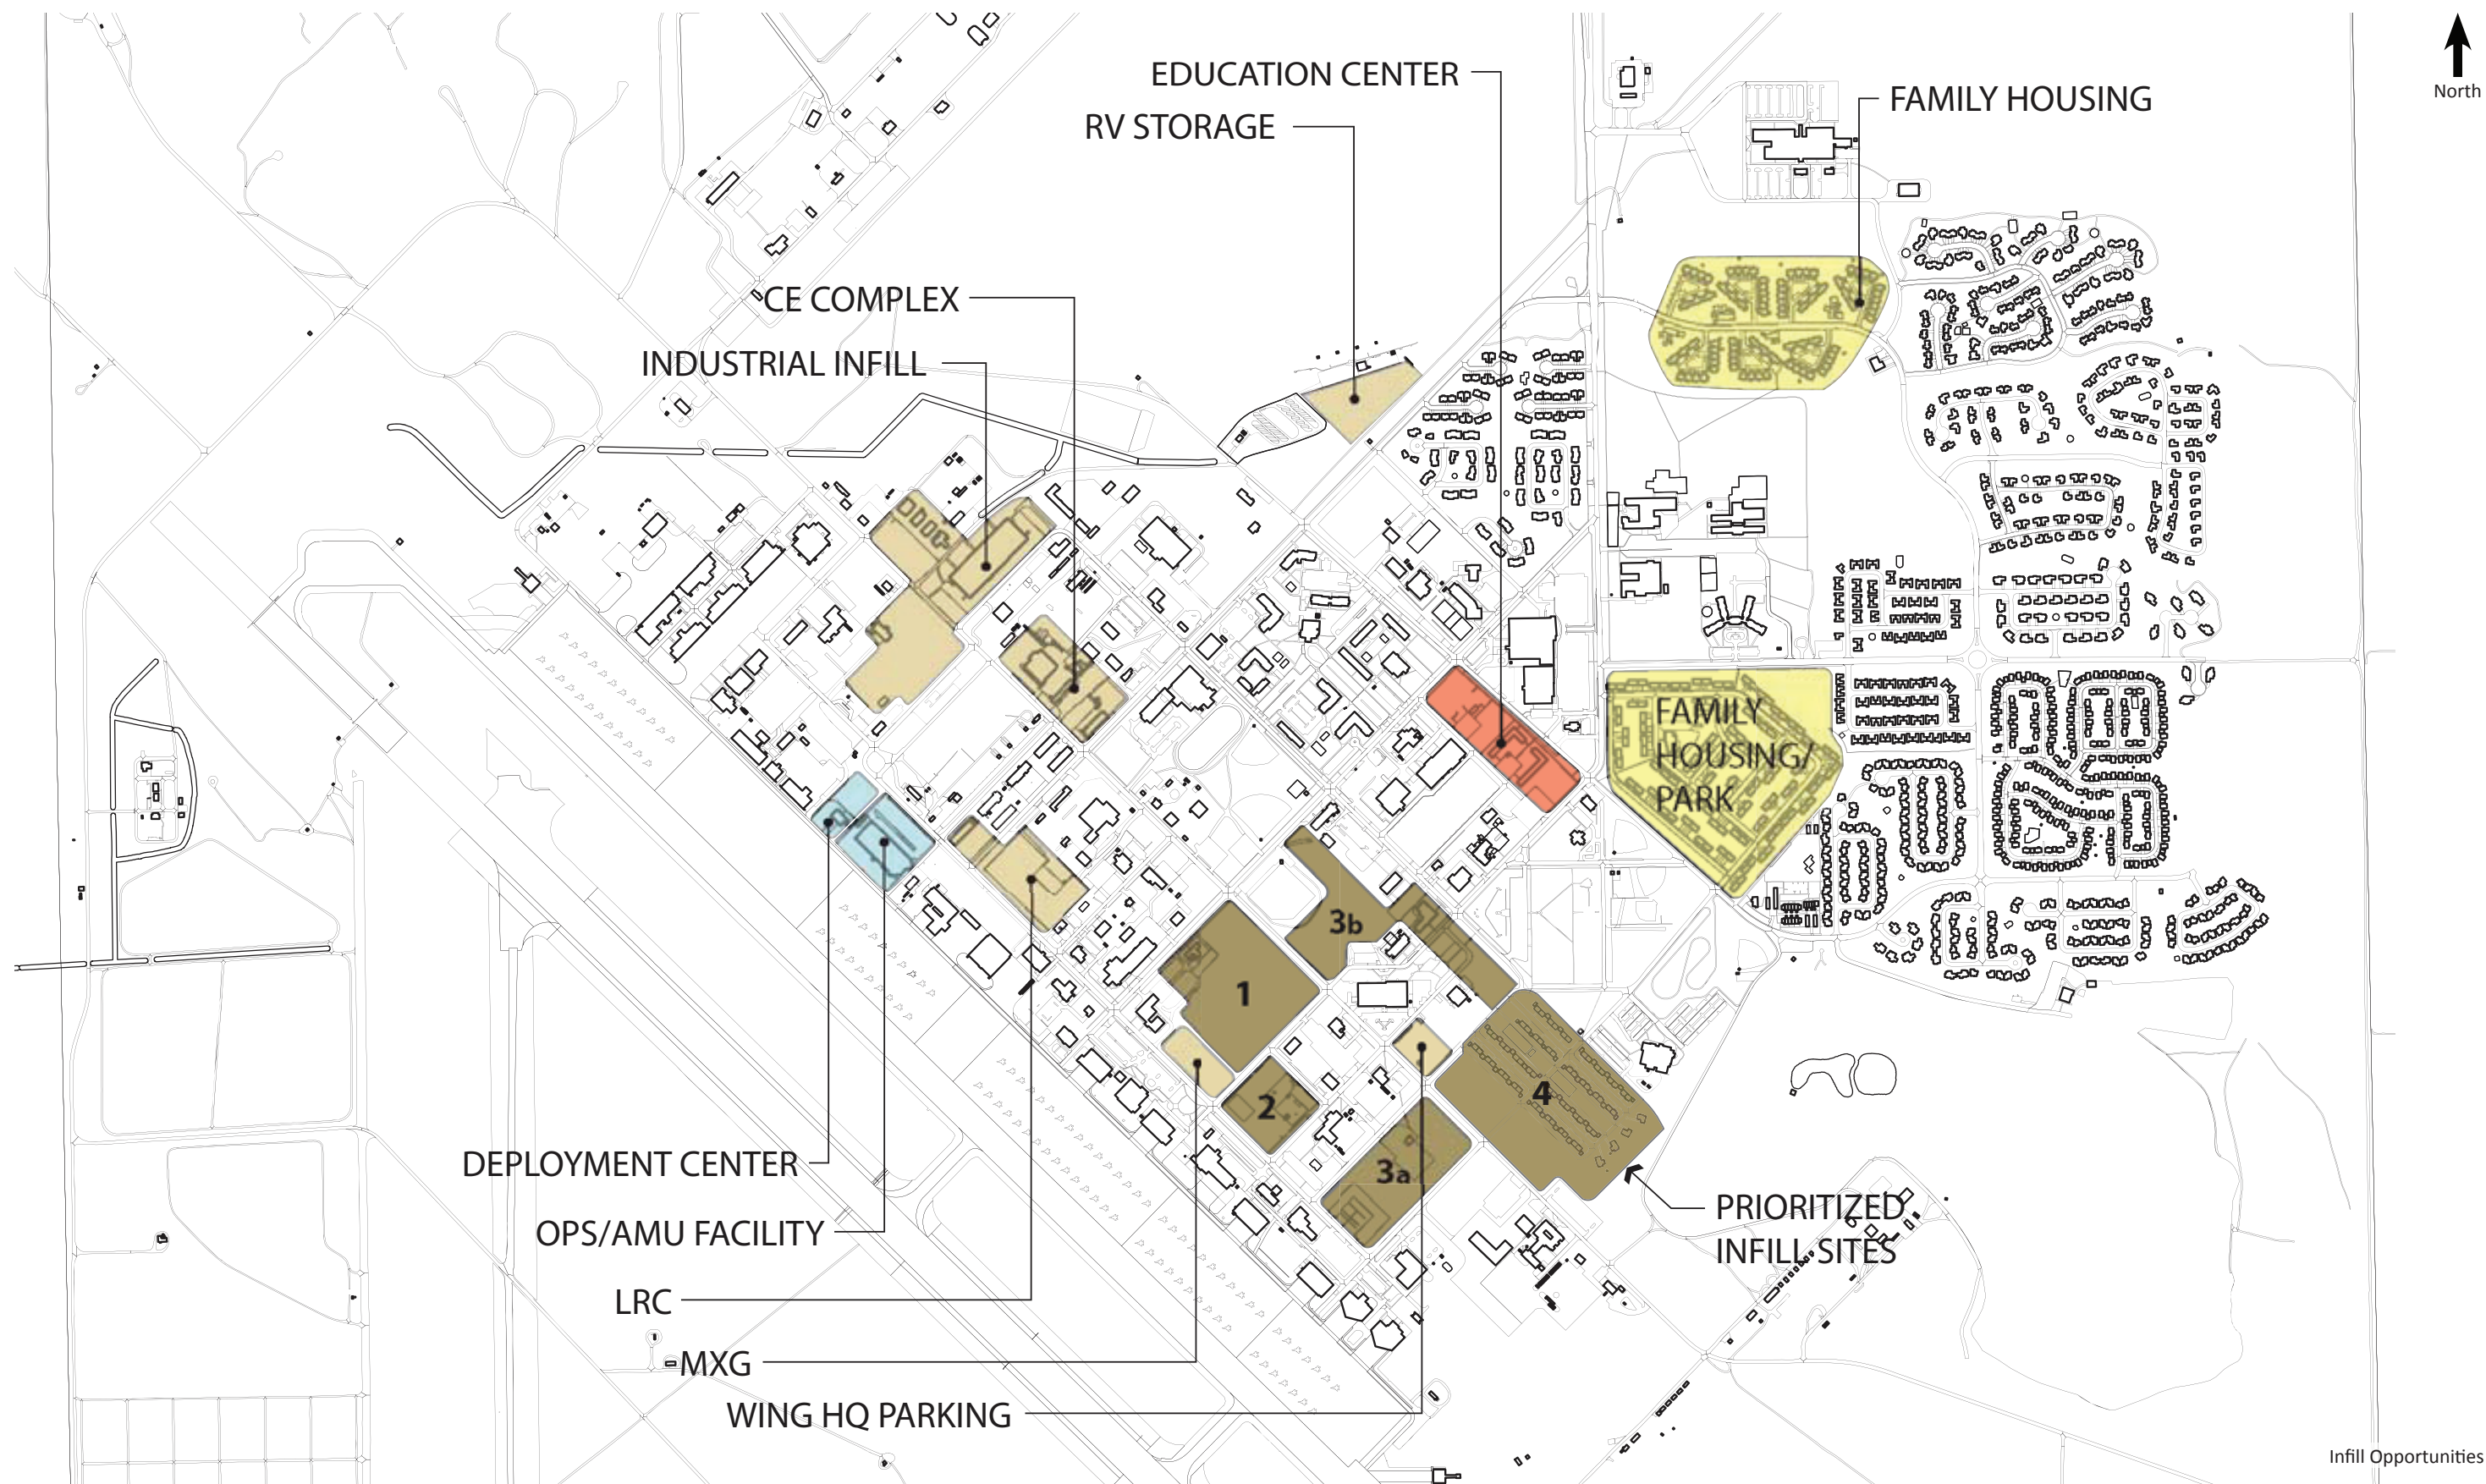 North
EDUCATION CENTER
FAMILY HOUSING
RV STORAGE
CE COMPLEX
INDUSTRIAL INFILL
FAMILY
HOUSING/
PARK
3b
1
4
2
3a
DEPLOYMENT CENTER
PRIORITIZED
INFILL SITES
OPS/AMU FACILITY
LRC
MXG
WING HQ PARKING
Infill Opportunities